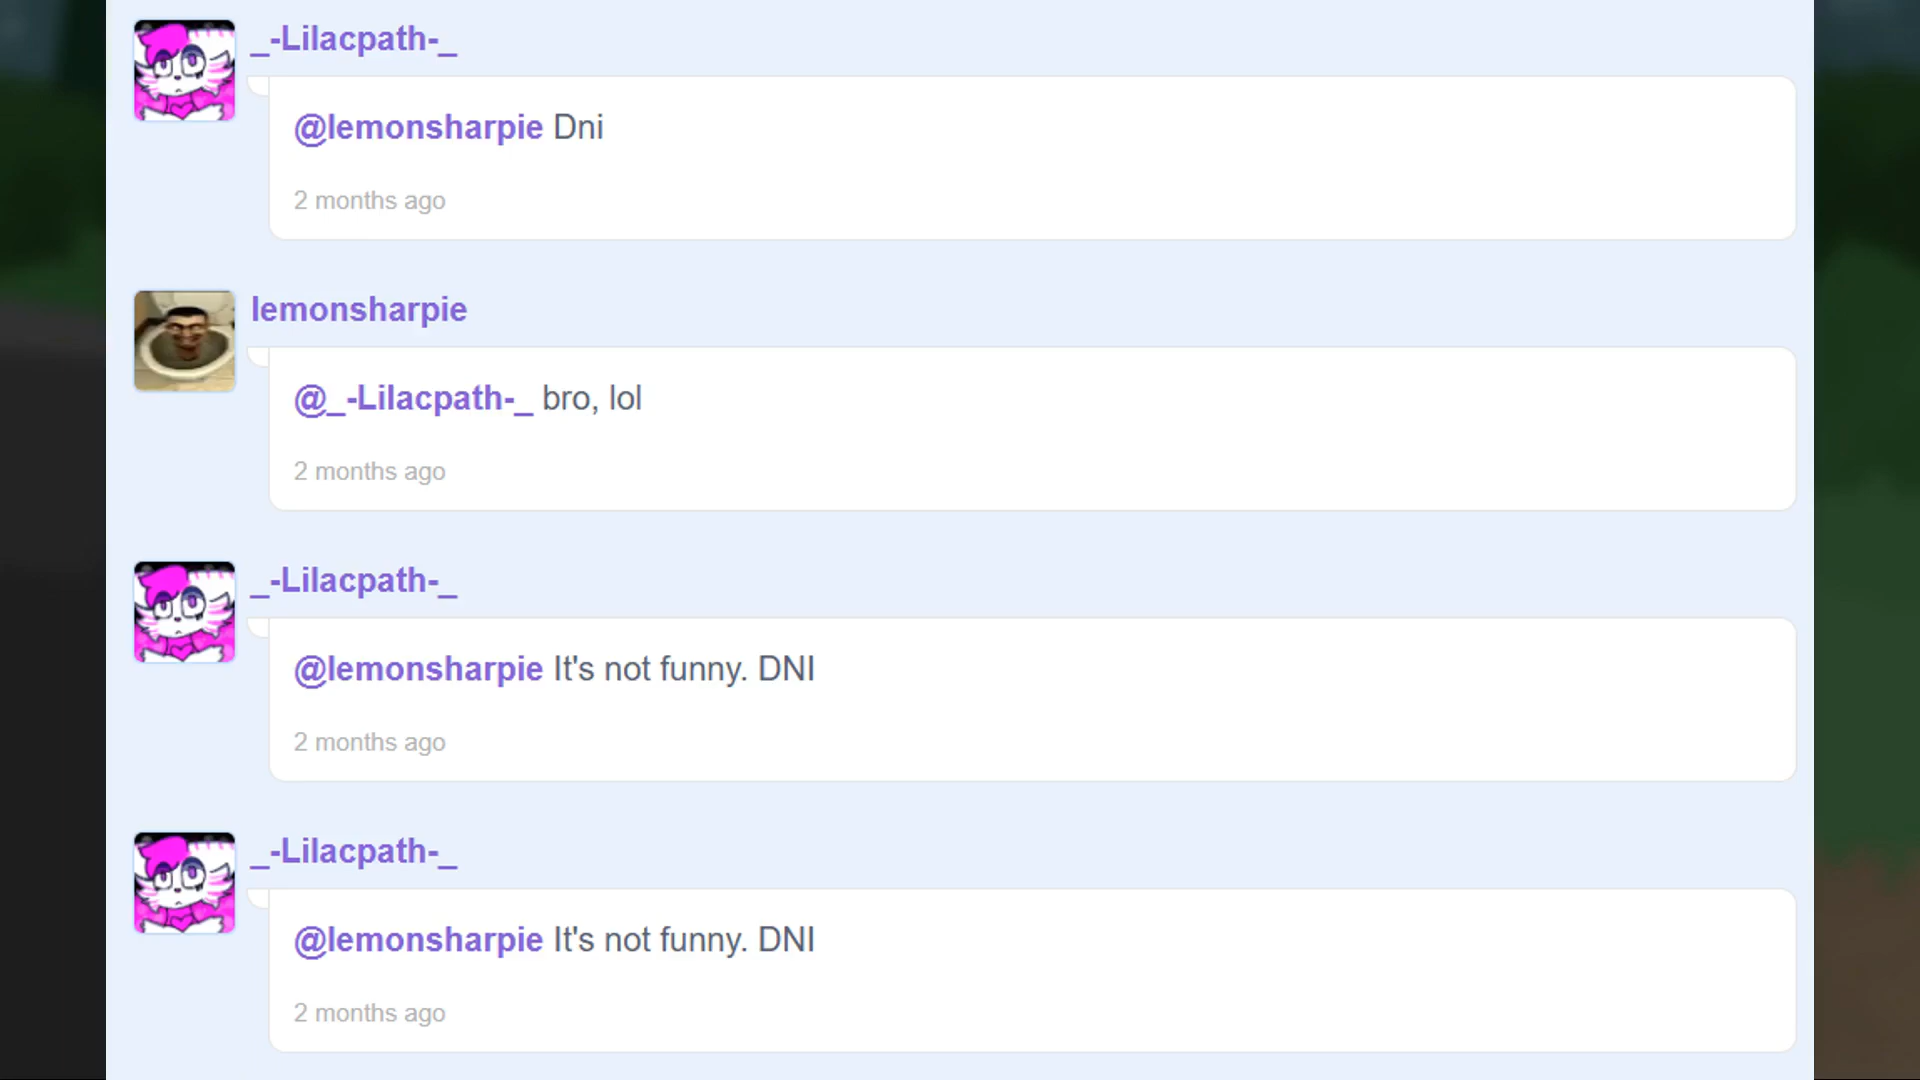 _-Lilacpath-_
@lemonsharpie Dni
2 months ago
lemonsharpie
@_-Lilacpath-_ bro, lol
2 months ago
_-Lilacpath-_
@lemonsharpie It's not funny. DNI
2 months ago
_-Lilacpath-_
@lemonsharpie It's not funny. DNI
2 months ago